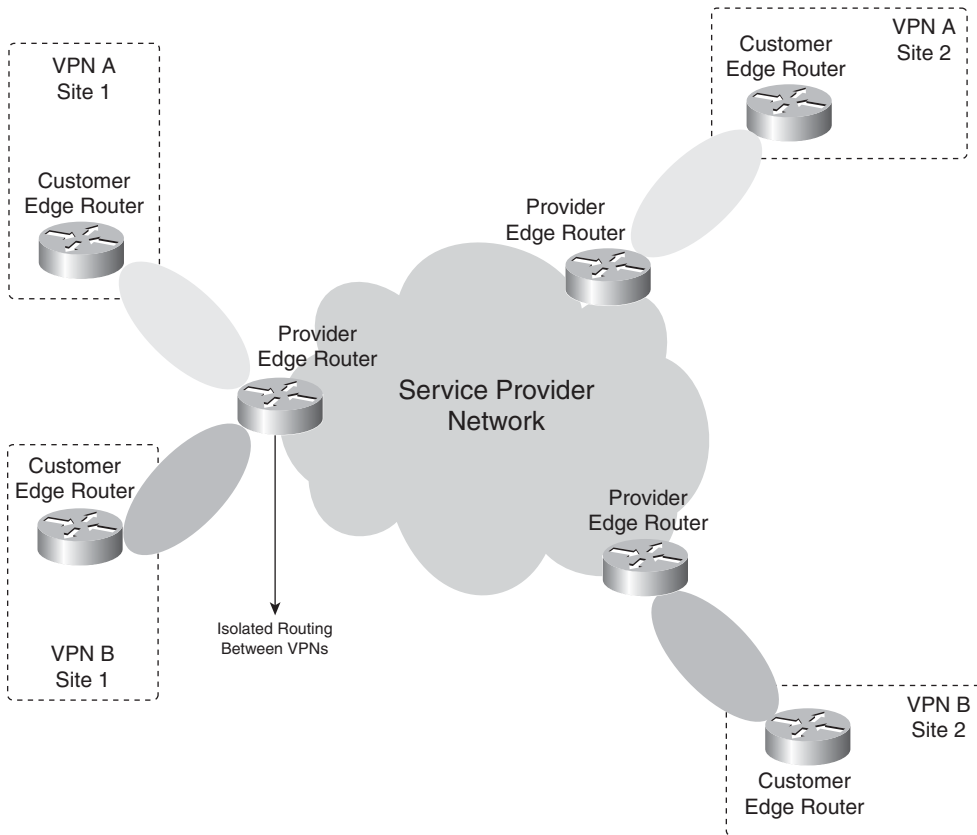 VPN A
Site 1
Customer
Edge Router
Customer
Edge Router
VPN A
Site 2
Provider
Edge Router
Provider
Edge Router
Service Provider
Network
Customer
Edge Router
VPN B
Site 1
Isolated Routing
Between VPNs
Provider
Edge Router
VPN B
Site 2
Customer
Edge Router